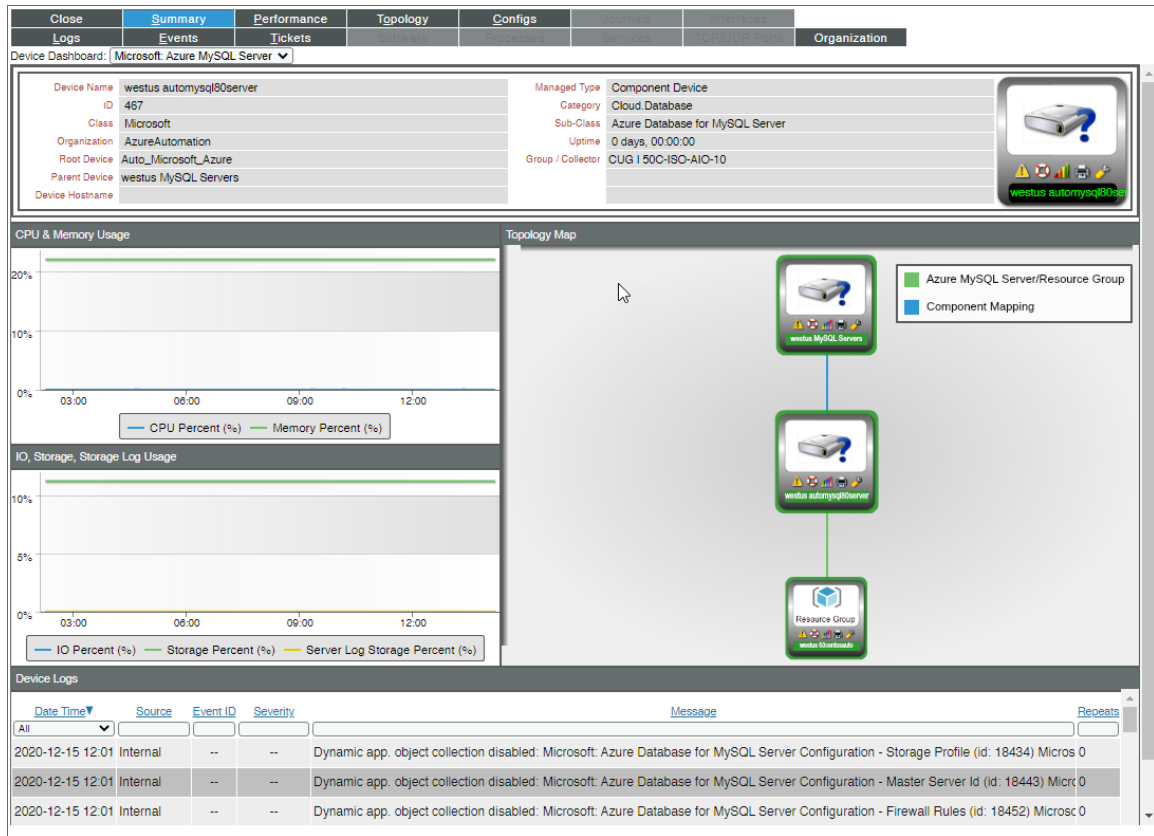 Close Summary Performance Topology Configs Journals Interfaces
Logs Events Tickets Software Processes Services TCP/UDP Ports Organization
Device Dashboard: Microsoft: Azure MySQL Server
Device Name westus automysql80server Managed Type Component Device
ID 467 Category Cloud.Database
Class Microsoft Sub-Class Azure Database for MySQL Server
Organization AzureAutomation Uptime 0 days, 00:00:00
Root Device Auto_Microsoft_Azure Group / Collector CUG | 50C-ISO-AIO-10
Parent Device westus MySQL Servers
Device Hostname
westus automysql80se
CPU & Memory Usage
20%
10%
0%
03:00 06:00 09:00 12:00
CPU Percent (%) Memory Percent (%)
IO, Storage, Storage Log Usage
10%
5%
0%
03:00 06:00 09:00 12:00
IO Percent (%) Storage Percent (%) Server Log Storage Percent (%)
Topology Map
Azure MySQL Server/Resource Group
Component Mapping
westus MySQL Servers
westus automysql80server
Resource Group
Device Logs
Date Time Source Event ID Severity Message Repeats
All
2020-12-15 12:01 Internal -- -- Dynamic app. object collection disabled: Microsoft: Azure Database for MySQL Server Configuration - Storage Profile (id: 18434) Micros 0
2020-12-15 12:01 Internal -- -- Dynamic app. object collection disabled: Microsoft: Azure Database for MySQL Server Configuration - Master Server Id (id: 18443) Micrc 0
2020-12-15 12:01 Internal -- -- Dynamic app. object collection disabled: Microsoft: Azure Database for MySQL Server Configuration - Firewall Rules (id: 18452) Microsc 0